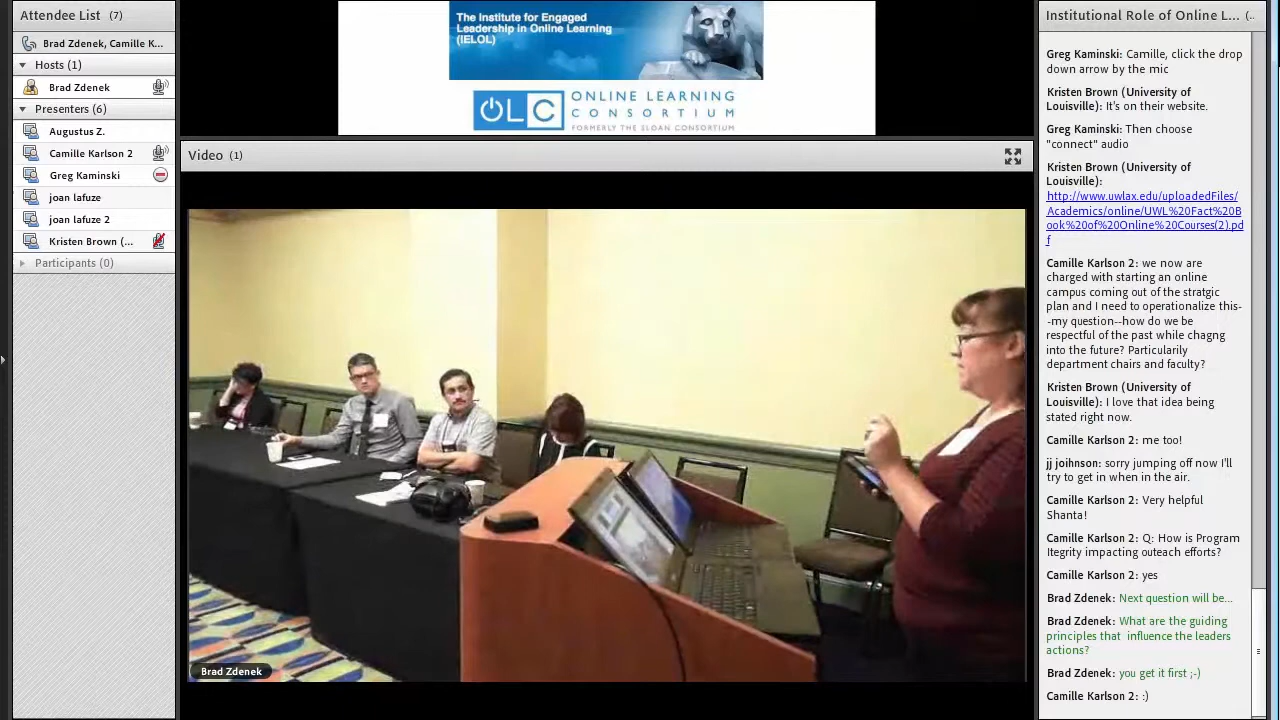 Attendee List (7)
Brad Zdenek, Camille K...
Hosts (1)
Brad Zdenek
Presenters (6)
Augustus Z.
Camille Karlson 2
Greg Kaminski
joan lafuze
joan lafuze 2
Kristen Brown (...
Participants (0)
The Institute for Engaged
Leadership in Online Learning
(IELOL)
OLC
ONLINE LEARNING
CONSORTIUM
FORMERLY THE SLOAN CONSORTIUM
Video (1)
Brad Zdenek
Institutional Role of Online L... (..
Greg Kaminski: Camille, click the drop
down arrow by the mic
Kristen Brown (University of
Louisville): It's on their website.
Greg Kaminski: Then choose
"connect" audio
Kristen Brown (University of
Louisville):
http://www.uwlax.edu/uploadedFiles/
Academics/online/UWL%20Fact%20B
ook%20of%20Online%20Courses(2).pd
f
Camille Karlson 2: we now are
charged with starting an online
campus coming out of the stratgic
plan and I need to operationalize this-
-my question--how do we be
respectful of the past while chagng
into the future? Particularily
department chairs and faculty?
Kristen Brown (University of
Louisville): I love that idea being
stated right now.
Camille Karlson 2: me too!
jj joihnson: sorry jumping off now I'll
try to get in when in the air.
Camille Karlson 2: Very helpful
Shanta!
Camille Karlson 2: Q: How is Program
Itegrity impacting outeach efforts?
Camille Karlson 2: yes
Brad Zdenek: Next question will be...
Brad Zdenek: What are the guiding
principles that influence the leaders
actions?
Brad Zdenek: you get it first ;-)
Camille Karlson 2: :)